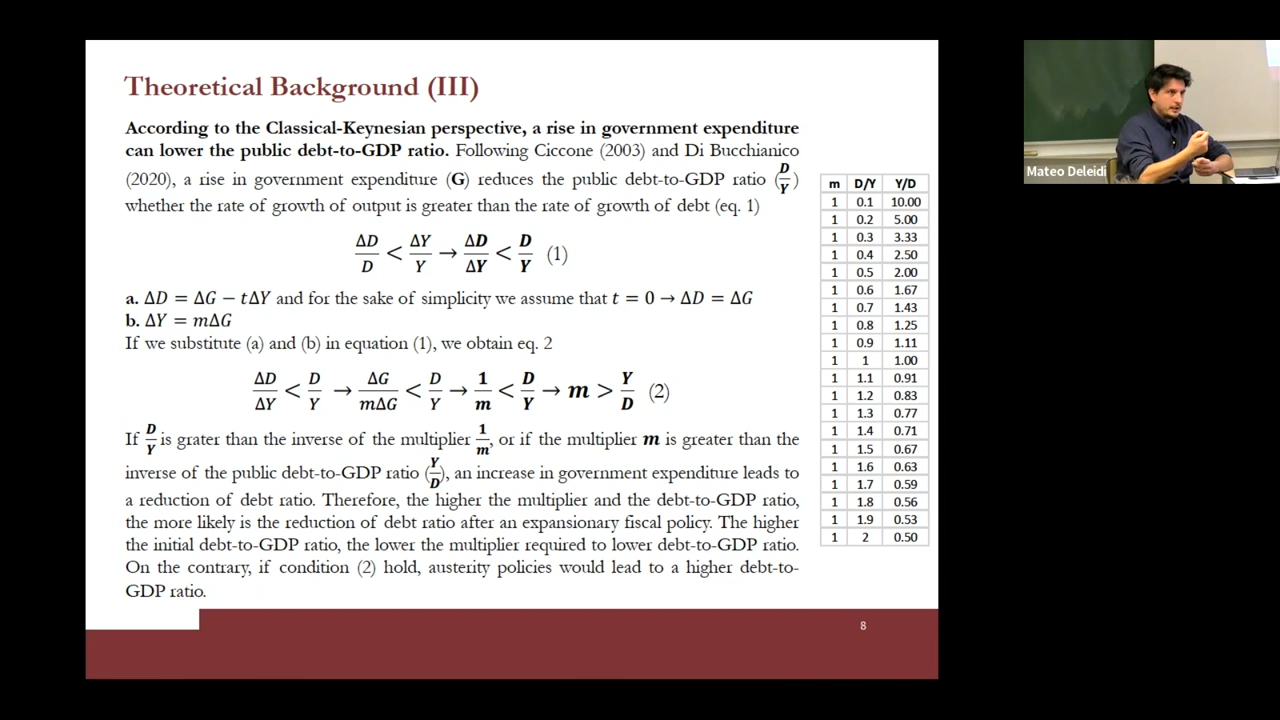 Theoretical Background (III)
According to the Classical-Keynesian perspective, a rise in government expenditure
can lower the public debt-to-GDP ratio. Following Ciccone (2003) and Di Bucchianico
(2020), a rise in government expenditure (G) reduces the public debt-to-GDP ratio (D/Y)
whether the rate of growth of output is greater than the rate of growth of debt (eq. 1)
ΔD/D < ΔY/Y → ΔD/ΔY < D/Y (1)
a. ΔD = ΔG − tΔY and for the sake of simplicity we assume that t = 0 → ΔD = ΔG
b. ΔY = mΔG
If we substitute (a) and (b) in equation (1), we obtain eq. 2
ΔD/ΔY < D/Y → ΔG/mΔG < D/Y → 1/m < D/Y → m > Y/D (2)
If D/Y is grater than the inverse of the multiplier 1/m, or if the multiplier m is greater than the
inverse of the public debt-to-GDP ratio (Y/D), an increase in government expenditure leads to
a reduction of debt ratio. Therefore, the higher the multiplier and the debt-to-GDP ratio,
the more likely is the reduction of debt ratio after an expansionary fiscal policy. The higher
the initial debt-to-GDP ratio, the lower the multiplier required to lower debt-to-GDP ratio.
On the contrary, if condition (2) hold, austerity policies would lead to a higher debt-to-
GDP ratio.
m D/Y Y/D
1 0.1 10.00
1 0.2 5.00
1 0.3 3.33
1 0.4 2.50
1 0.5 2.00
1 0.6 1.67
1 0.7 1.43
1 0.8 1.25
1 0.9 1.11
1 1 1.00
1 1.1 0.91
1 1.2 0.83
1 1.3 0.77
1 1.4 0.71
1 1.5 0.67
1 1.6 0.63
1 1.7 0.59
1 1.8 0.56
1 1.9 0.53
1 2 0.50
8
Mateo Deleidi